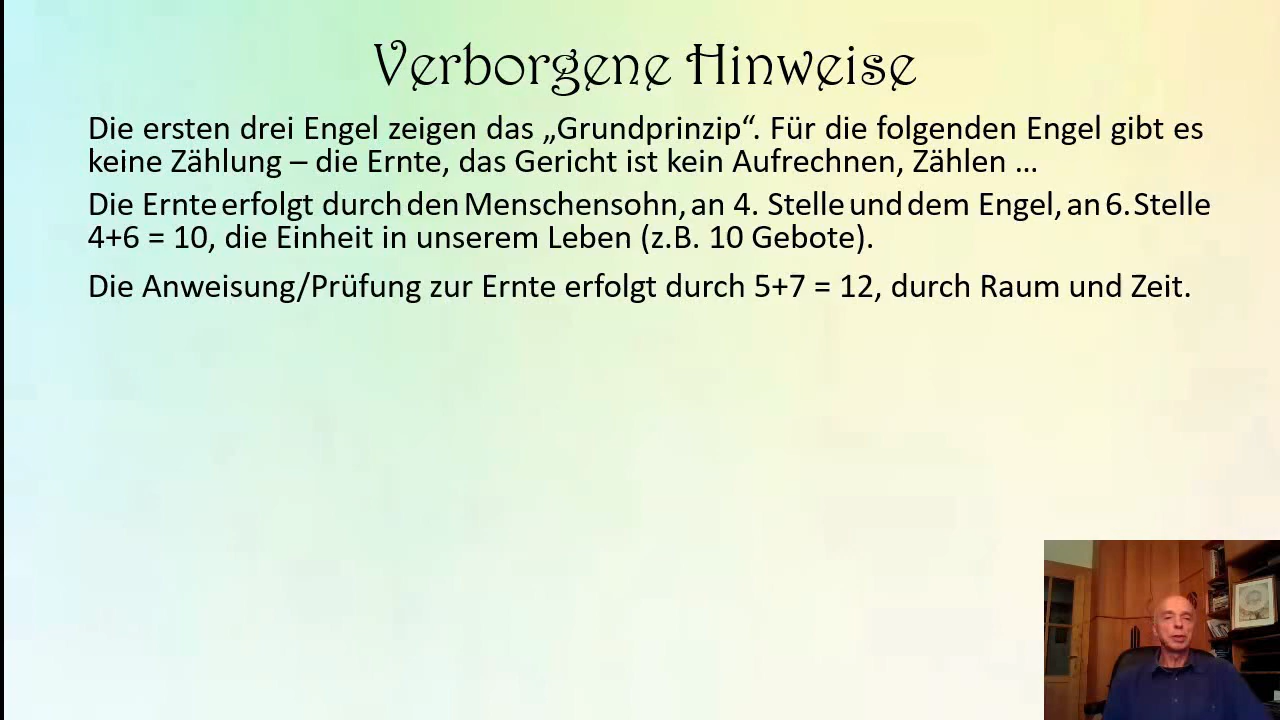 Verborgene Hinweise
Die ersten drei Engel zeigen das „Grundprinzip“. Für die folgenden Engel gibt es
keine Zählung – die Ernte, das Gericht ist kein Aufrechnen, Zählen ...
Die Ernte erfolgt durch den Menschensohn, an 4. Stelle und dem Engel, an 6. Stelle
4+6 = 10, die Einheit in unserem Leben (z.B. 10 Gebote).
Die Anweisung/Prüfung zur Ernte erfolgt durch 5+7 = 12, durch Raum und Zeit.